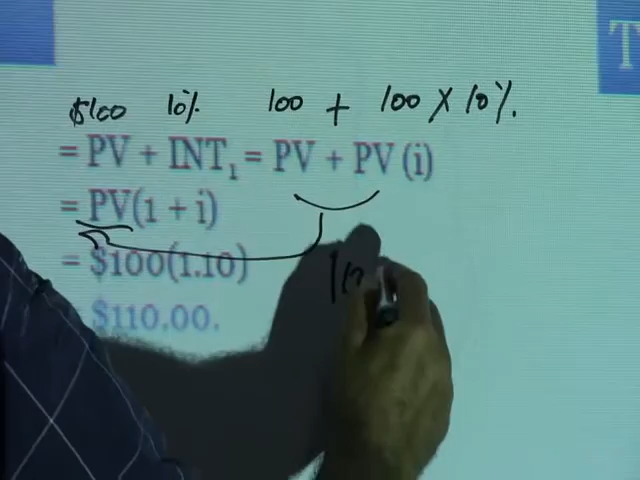 T
$100 10% 100 + 100 X 10%.
= PV + INT₁ = PV + PV (i)
= PV(1 + i)
= $100(1.10)
$110.00.